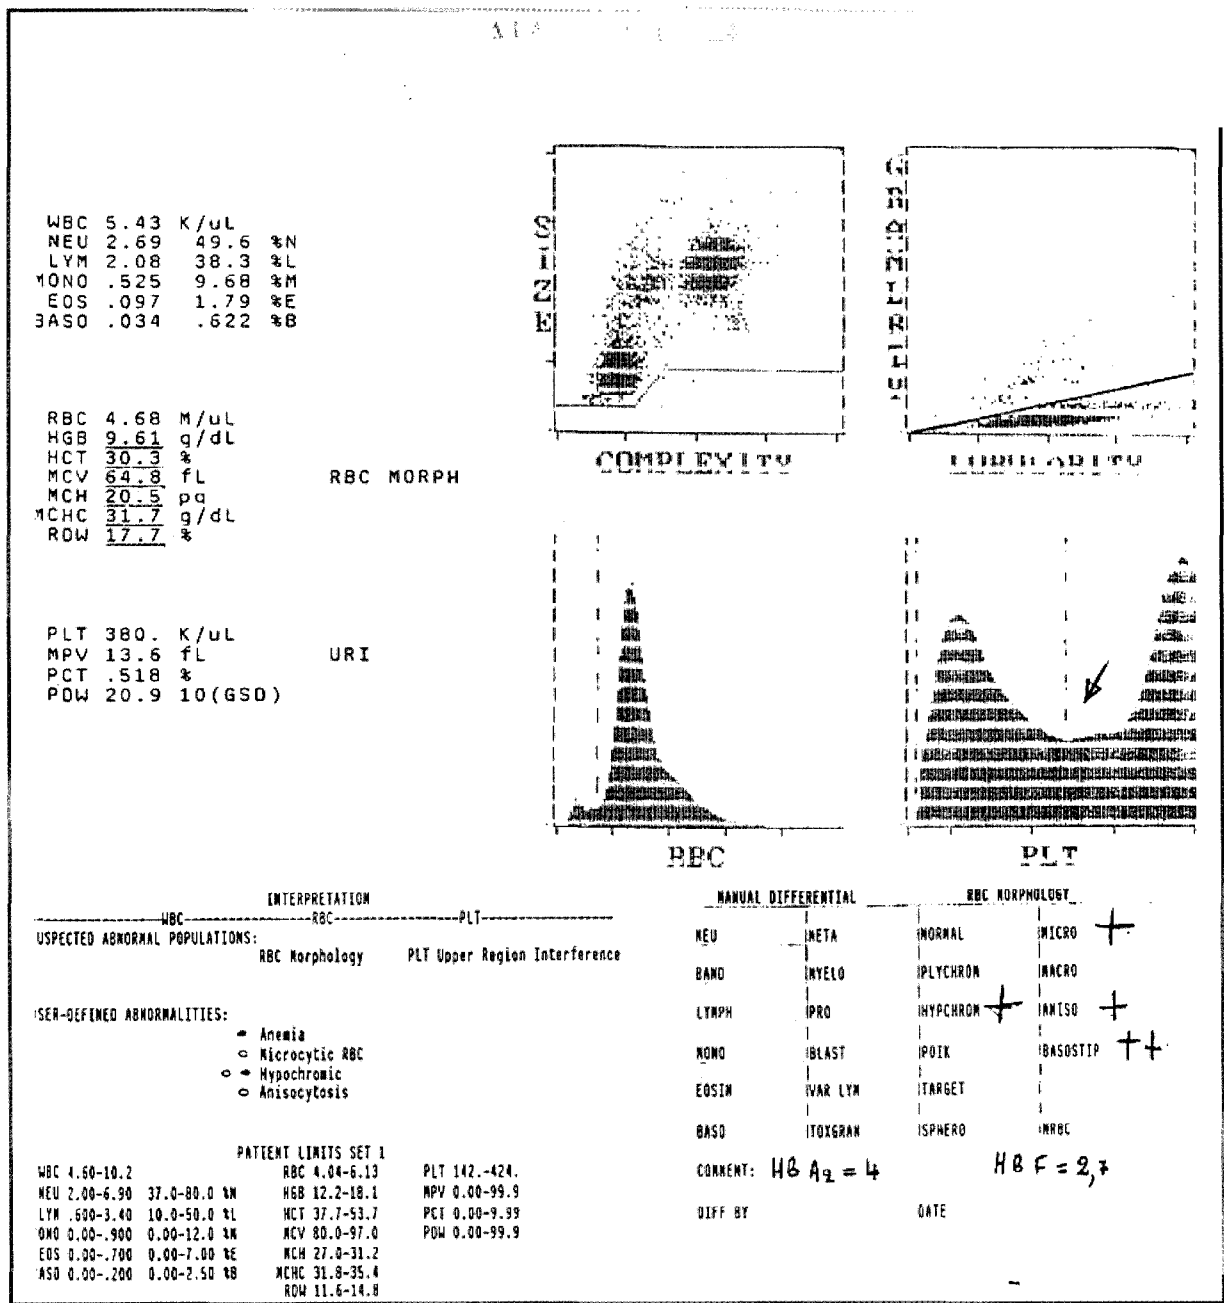 WBC 5.43 K/uL
NEU 2.69 49.6 %N
LYM 2.08 38.3 %L
MONO .525 9.68 %M
EOS .097 1.79 %E
BASO .034 .622 %B
SIZE
COMPLEXITY
LOBULARITY
RBC 4.68 M/uL
HGB 9.61 g/dL
HCT 30.3 %
MCV 64.8 fL RBC MORPH
MCH 20.5 pg
MCHC 31.7 g/dL
RDW 17.7 %
PLT 380. K/uL
MPV 13.6 fL URI
PCT .518 %
PDW 20.9 10(GSD)
RBC
PLT
INTERPRETATION
WBC RBC PLT
USPECTED ABNORMAL POPULATIONS:
RBC Morphology PLT Upper Region Interference
SER-DEFINED ABNORMALITIES:
Anemia
Microcytic RBC
Hypochromic
Anisocytosis
PATIENT LIMITS SET 1
WBC 4.60-10.2 RBC 4.04-6.13 PLT 142.-424.
NEU 2.00-6.90 37.0-80.0 %N HGB 12.2-18.1 MPV 0.00-99.9
LYM .600-3.40 10.0-50.0 %L HCT 37.7-53.7 PCT 0.00-9.99
ONO 0.00-.900 0.00-12.0 %M MCV 80.0-97.0 PDW 0.00-99.9
EOS 0.00-.700 0.00-7.00 %E MCH 27.0-31.2
ASO 0.00-.200 0.00-2.50 %B MCHC 31.8-35.4
RDW 11.6-14.8
MANUAL DIFFERENTIAL RBC MORPHOLOGY
NEU META NORMAL MICRO +
BAND MYELO PLYCHROM MACRO
LYMPH PRO HYPCHROM + ANISO +
MONO BLAST POIK BASOSTIP ++
EOSIN VAR LYM TARGET
BASO TOXGRAN SPHERO NRBC
COMMENT: HB A2 = 4 HB F = 2,7
DIFF BY DATE